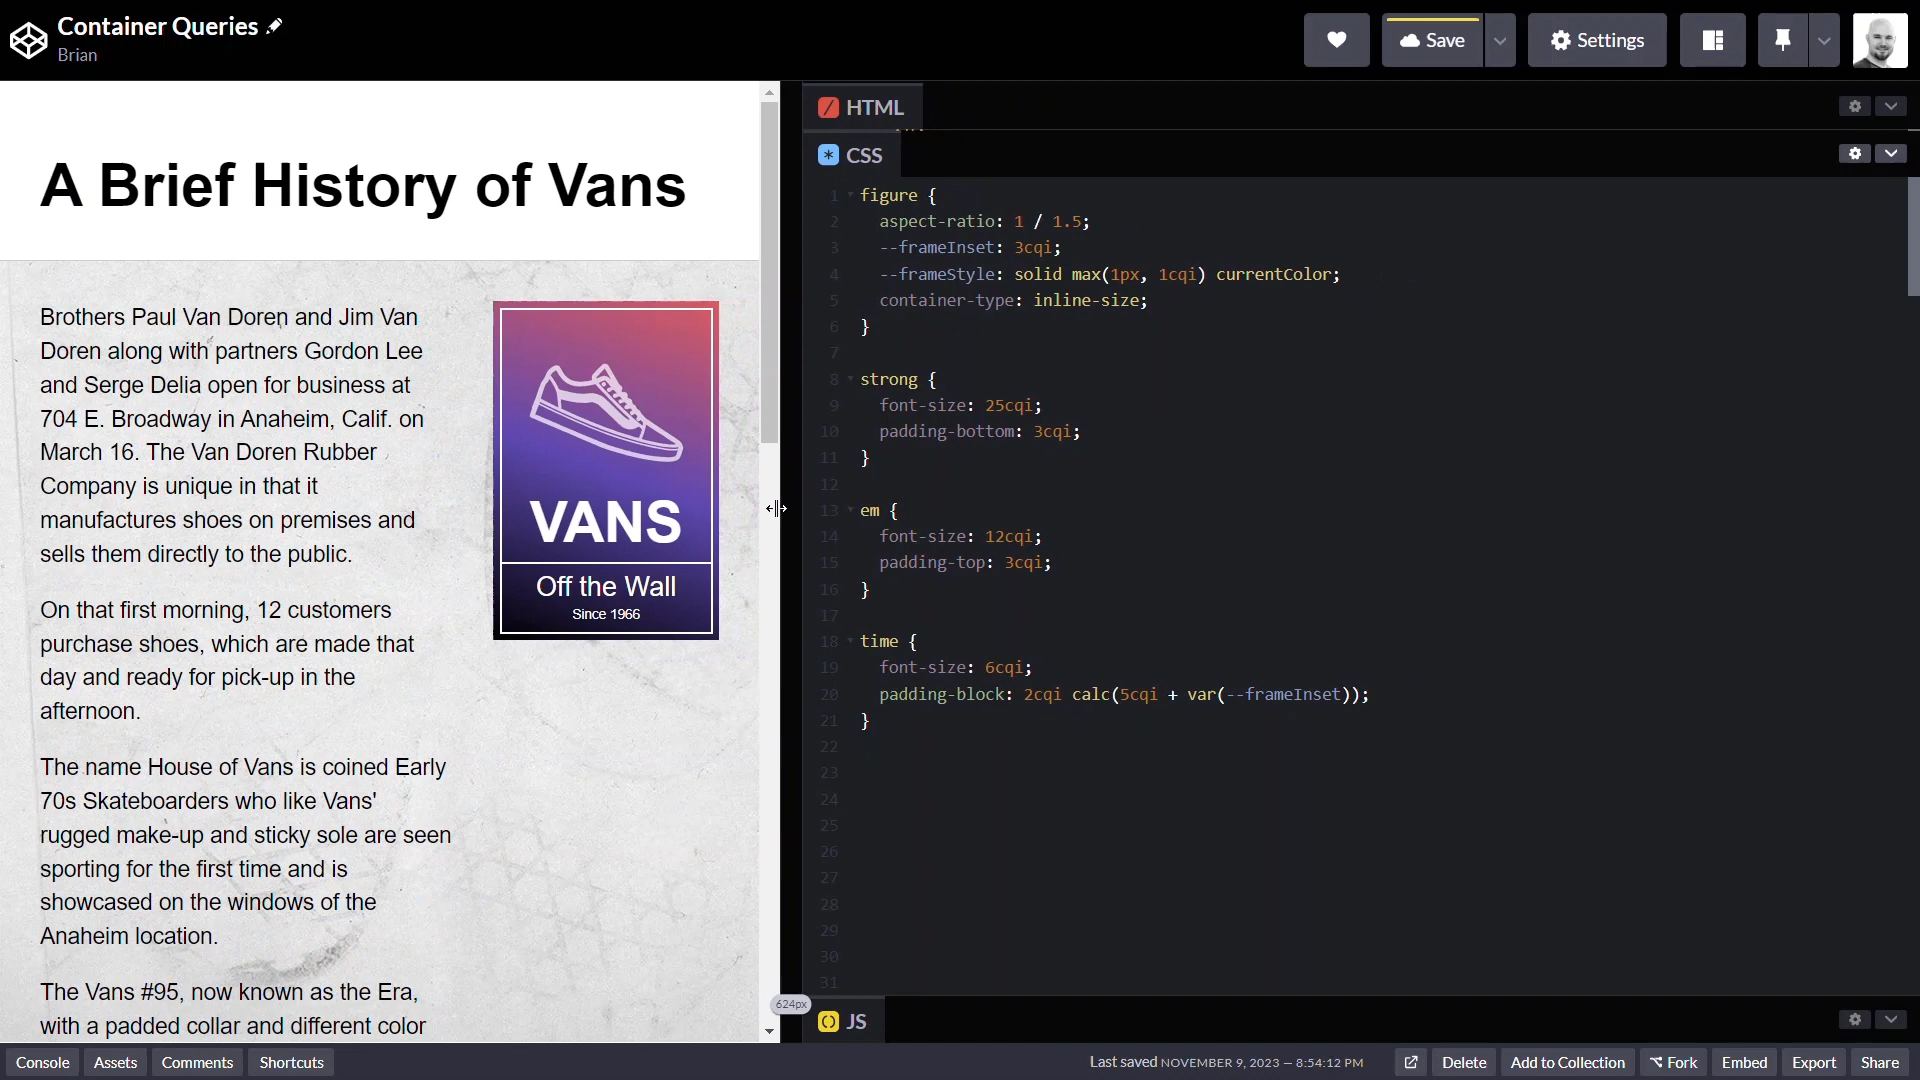 Container Queries
Brian
Save
Settings
HTML
CSS
A Brief History of Vans
Brothers Paul Van Doren and Jim Van
Doren along with partners Gordon Lee
and Serge Delia open for business at
704 E. Broadway in Anaheim, Calif. on
March 16. The Van Doren Rubber
Company is unique in that it
manufactures shoes on premises and
sells them directly to the public.
On that first morning, 12 customers
purchase shoes, which are made that
day and ready for pick-up in the
afternoon.
The name House of Vans is coined Early
70s Skateboarders who like Vans'
rugged make-up and sticky sole are seen
sporting for the first time and is
showcased on the windows of the
Anaheim location.
The Vans #95, now known as the Era,
with a padded collar and different color
VANS
Off the Wall
Since 1966
1 figure {
2 aspect-ratio: 1 / 1.5;
3 --frameInset: 3cqi;
4 --frameStyle: solid max(1px, 1cqi) currentColor;
5 container-type: inline-size;
6 }
7
8 strong {
9 font-size: 25cqi;
10 padding-bottom: 3cqi;
11 }
12
13 em {
14 font-size: 12cqi;
15 padding-top: 3cqi;
16 }
17
18 time {
19 font-size: 6cqi;
20 padding-block: 2cqi calc(5cqi + var(--frameInset));
21 }
22
23
24
25
26
27
28
29
30
31
624px
JS
Console
Assets
Comments
Shortcuts
Last saved NOVEMBER 9, 2023 — 8:54:12 PM
Delete
Add to Collection
Fork
Embed
Export
Share